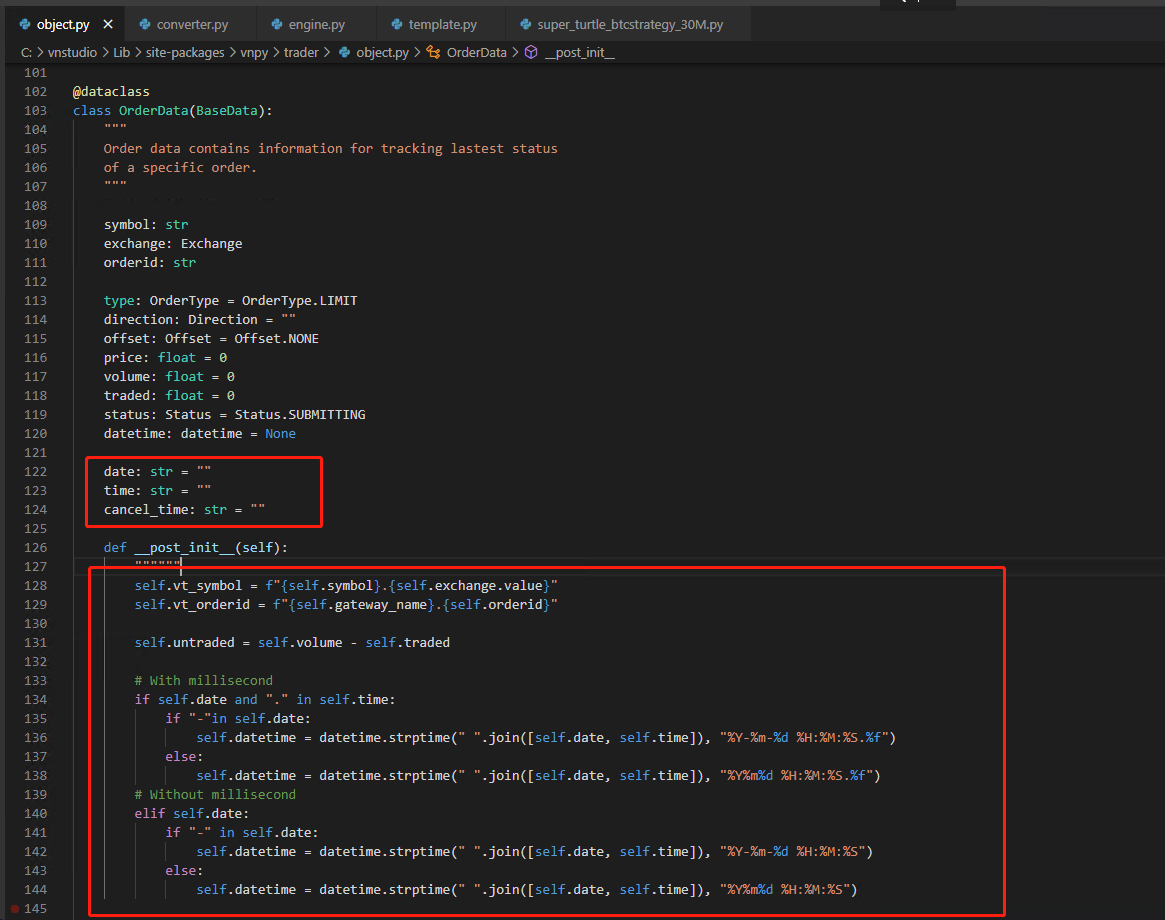 object.py
converter.py
engine.py
template.py
super_turtle_btcstrategy_30M.py
C: > vnstudio > Lib > site-packages > vnpy > trader > object.py > OrderData > __post_init__
101
102 @dataclass
103 class OrderData(BaseData):
104     """
105     Order data contains information for tracking lastest status
106     of a specific order.
107     """
108
109     symbol: str
110     exchange: Exchange
111     orderid: str
112
113     type: OrderType = OrderType.LIMIT
114     direction: Direction = ""
115     offset: Offset = Offset.NONE
116     price: float = 0
117     volume: float = 0
118     traded: float = 0
119     status: Status = Status.SUBMITTING
120     datetime: datetime = None
121
122     date: str = ""
123     time: str = ""
124     cancel_time: str = ""
125
126     def __post_init__(self):
127         """"""
128         self.vt_symbol = f"{self.symbol}.{self.exchange.value}"
129         self.vt_orderid = f"{self.gateway_name}.{self.orderid}"
130
131         self.untraded = self.volume - self.traded
132
133         # With millisecond
134         if self.date and "." in self.time:
135             if "-"in self.date:
136                 self.datetime = datetime.strptime(" ".join([self.date, self.time]), "%Y-%m-%d %H:%M:%S.%f")
137             else:
138                 self.datetime = datetime.strptime(" ".join([self.date, self.time]), "%Y%m%d %H:%M:%S.%f")
139         # Without millisecond
140         elif self.date:
141             if "-" in self.date:
142                 self.datetime = datetime.strptime(" ".join([self.date, self.time]), "%Y-%m-%d %H:%M:%S")
143             else:
144                 self.datetime = datetime.strptime(" ".join([self.date, self.time]), "%Y%m%d %H:%M:%S")
145